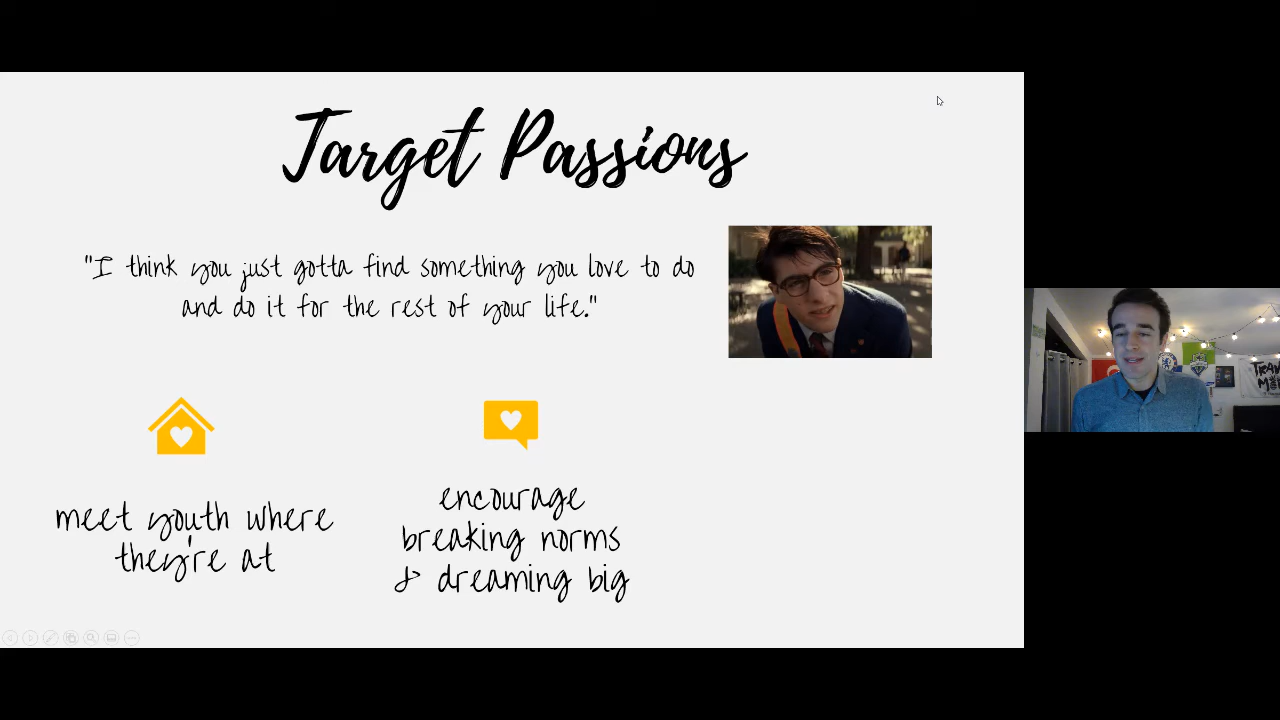 Target Passions
"I think you just gotta find something you love to do
and do it for the rest of your life."
meet youth where
they're at
encourage
breaking norms
& dreaming big